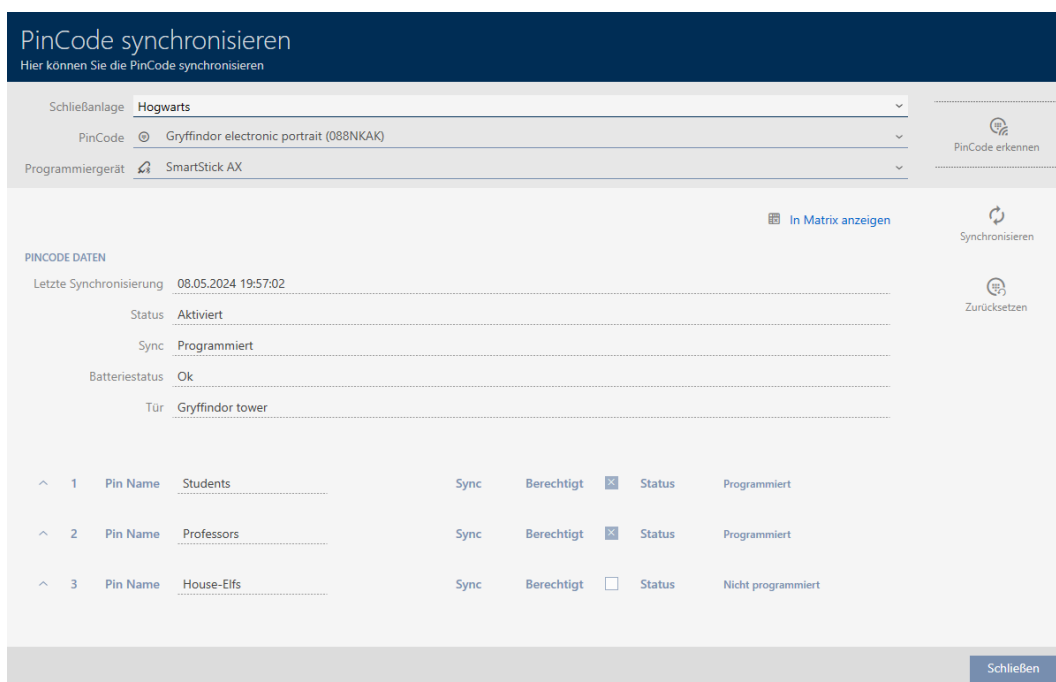 PinCode synchronisieren
Hier können Sie die PinCode synchronisieren
Schließanlage Hogwarts
PinCode Gryffindor electronic portrait (088NKAK)
PinCode erkennen
Programmiergerät SmartStick AX
In Matrix anzeigen
Synchronisieren
PINCODE DATEN
Letzte Synchronisierung 08.05.2024 19:57:02
Zurücksetzen
Status Aktiviert
Sync Programmiert
Batteriestatus Ok
Tür Gryffindor tower
1 Pin Name Students Sync Berechtigt Status Programmiert
2 Pin Name Professors Sync Berechtigt Status Programmiert
3 Pin Name House-Elfs Sync Berechtigt Status Nicht programmiert
Schließen